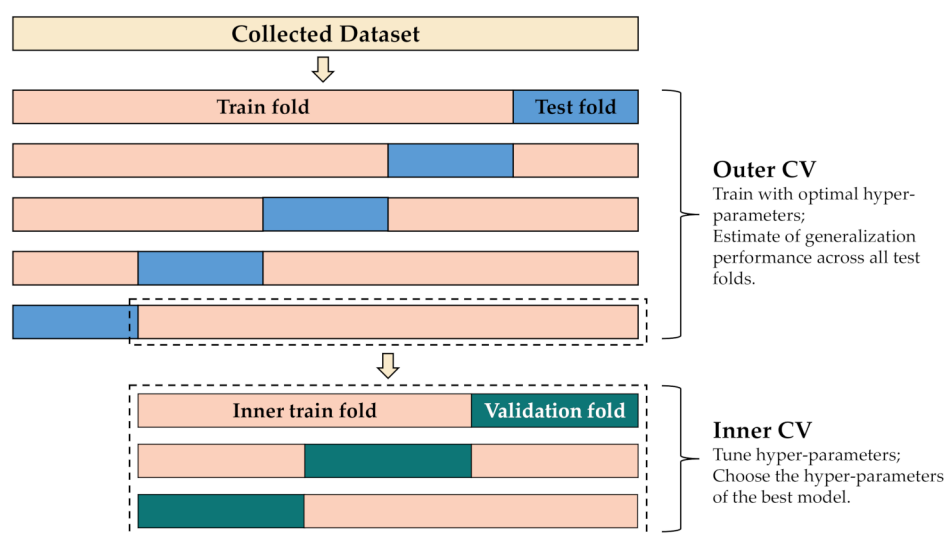 Collected Dataset
Train fold
Test fold
Outer CV
Train with optimal hyper-
parameters;
Estimate of generalization
performance across all test
folds.
Inner train fold
Validation fold
Inner CV
Tune hyper-parameters;
Choose the hyper-parameters
of the best model.